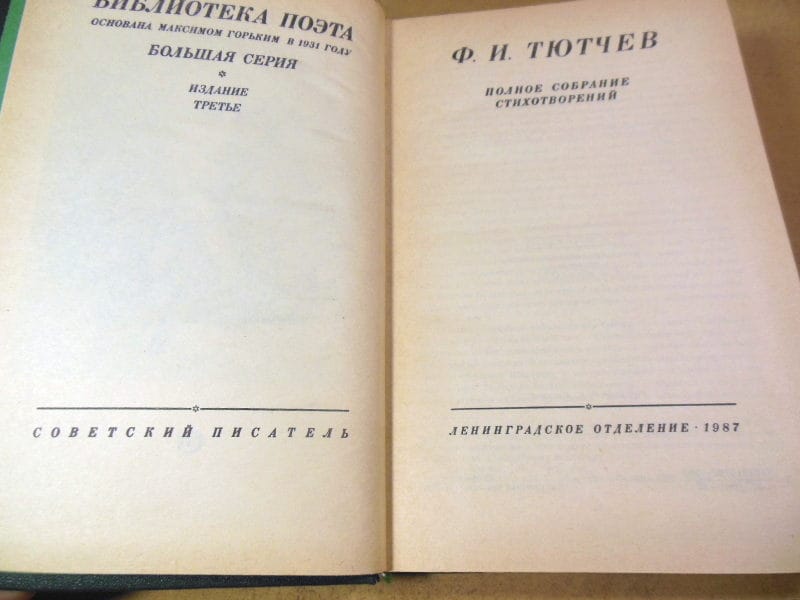 БИБЛИОТЕКА ПОЭТА
ОСНОВАНА МАКСИМОМ ГОРЬКИМ В 1931 ГОДУ
БОЛЬШАЯ СЕРИЯ
ИЗДАНИЕ
ТРЕТЬЕ
СОВЕТСКИЙ ПИСАТЕЛЬ
Ф. И. ТЮТЧЕВ
ПОЛНОЕ СОБРАНИЕ
СТИХОТВОРЕНИЙ
ЛЕНИНГРАДСКОЕ ОТДЕЛЕНИЕ · 1987